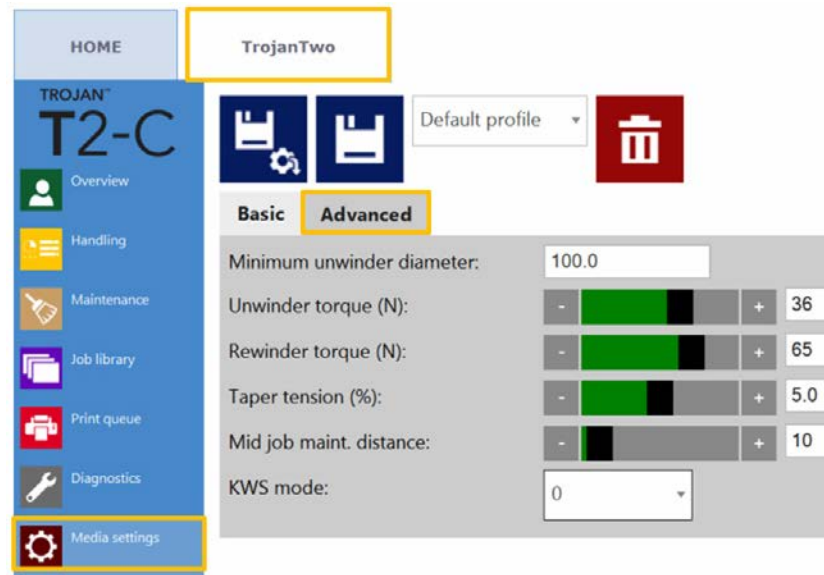 HOME
TrojanTwo
TROJAN™
T2-C
Overview
Handling
Maintenance
Job library
Print queue
Diagnostics
Media settings
Default profile
Basic
Advanced
Minimum unwinder diameter: 100.0
Unwinder torque (N): - + 36
Rewinder torque (N): - + 65
Taper tension (%): - + 5.0
Mid job maint. distance: - + 10
KWS mode: 0